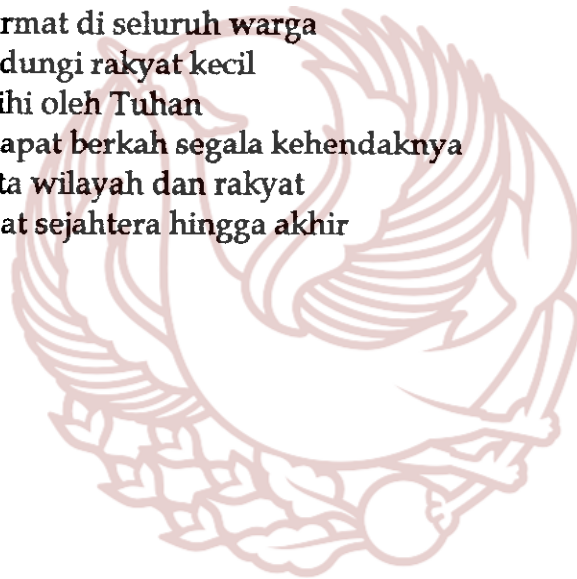 rmat di seluruh warga
dungi rakyat kecil
ihi oleh Tuhan
apat berkah segala kehendaknya
ta wilayah dan rakyat
at sejahtera hingga akhir